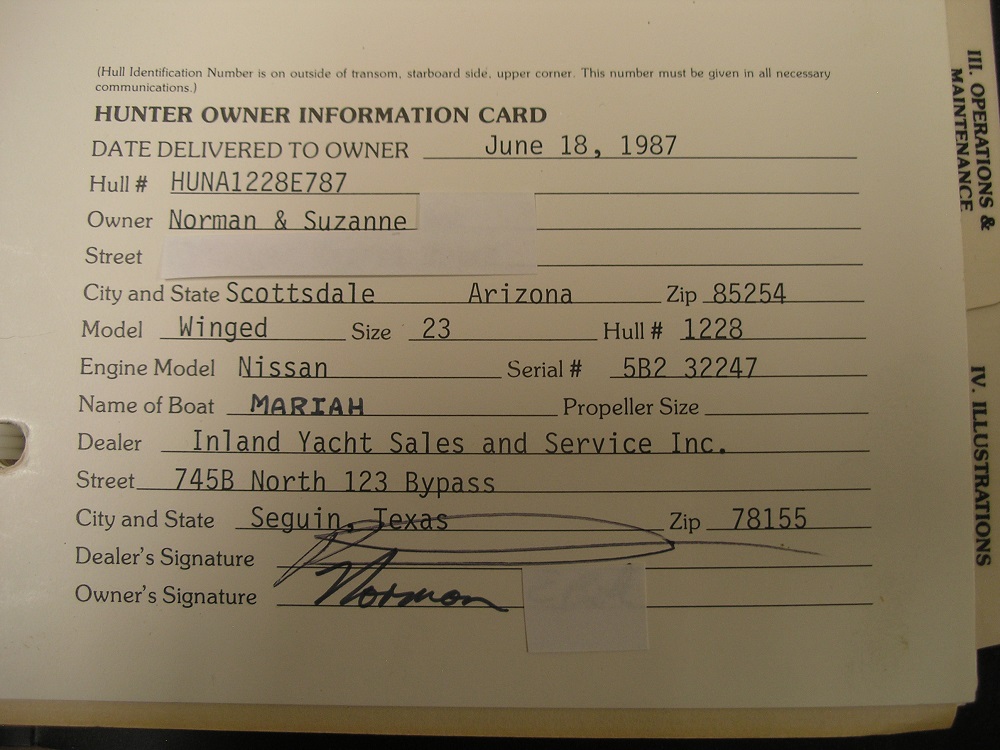 (Hull Identification Number is on outside of transom, starboard side, upper corner. This number must be given in all necessary
communications.)
HUNTER OWNER INFORMATION CARD
DATE DELIVERED TO OWNER June 18, 1987
Hull # HUNA1228E787
Owner Norman & Suzanne
Street
City and State Scottsdale Arizona Zip 85254
Model Winged Size 23 Hull # 1228
Engine Model Nissan Serial # 5B2 32247
Name of Boat MARIAH Propeller Size
Dealer Inland Yacht Sales and Service Inc.
Street 745B North 123 Bypass
City and State Seguin, Texas Zip 78155
Dealer's Signature
Owner's Signature Norman
III. OPERATIONS &
MAINTENANCE
IV. ILLUSTRATIONS